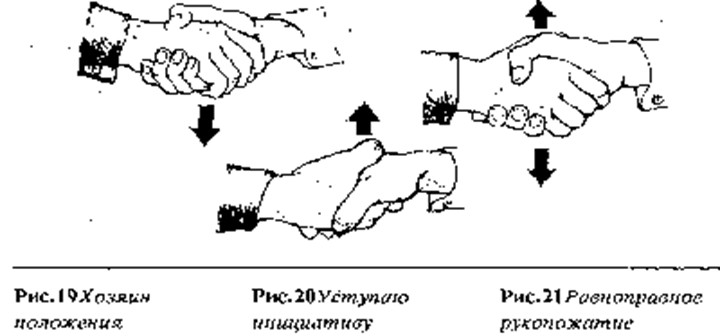 Рис.19 Хозяин
положения
Рис.20 Уступаю
инициативу
Рис.21 Равноправное
рукопожатие